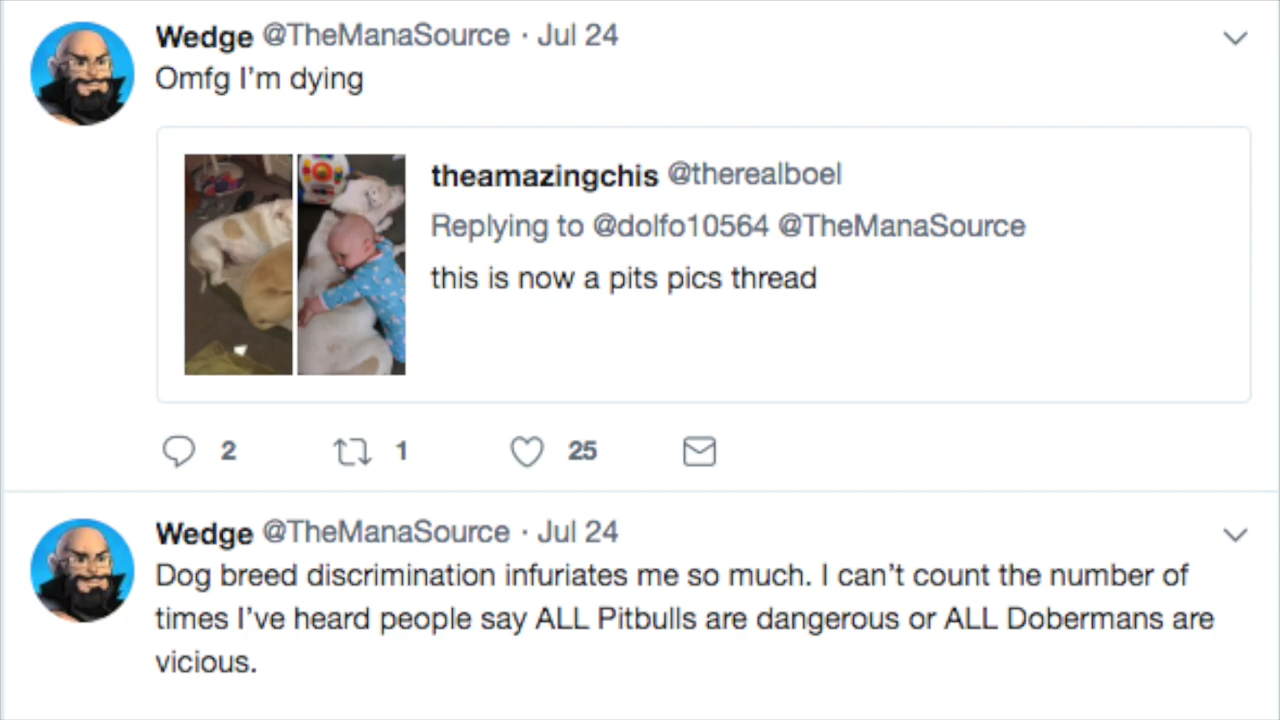 Wedge @TheManaSource · Jul 24
Omfg I'm dying
theamazingchis @therealboel
Replying to @dolfo10564 @TheManaSource
this is now a pits pics thread
2 1 25
Wedge @TheManaSource · Jul 24
Dog breed discrimination infuriates me so much. I can't count the number of
times I've heard people say ALL Pitbulls are dangerous or ALL Dobermans are
vicious.